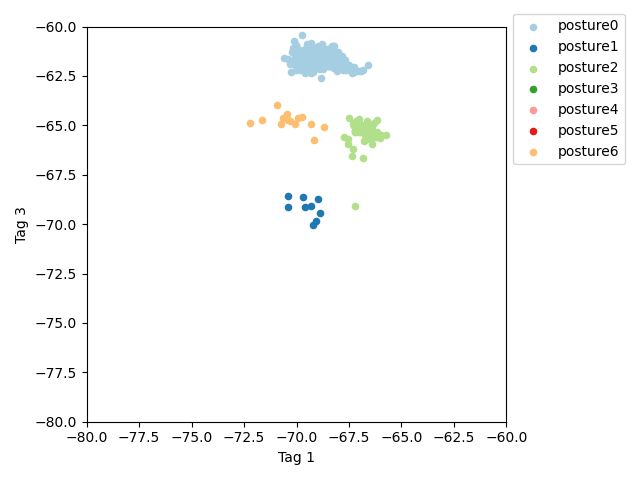 −60.0
−62.5
−65.0
−67.5
−70.0
−72.5
−75.0
−77.5
−80.0
Tag 3
−80.0 −77.5 −75.0 −72.5 −70.0 −67.5 −65.0 −62.5 −60.0
Tag 1
posture0
posture1
posture2
posture3
posture4
posture5
posture6